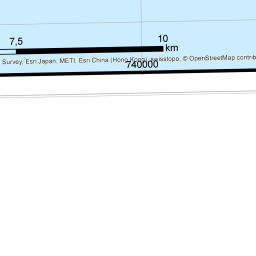 7,5 10
km
Survey, Esri Japan, METI, Esri China (Hong Kong), swisstopo, © OpenStreetMap contrib
740000